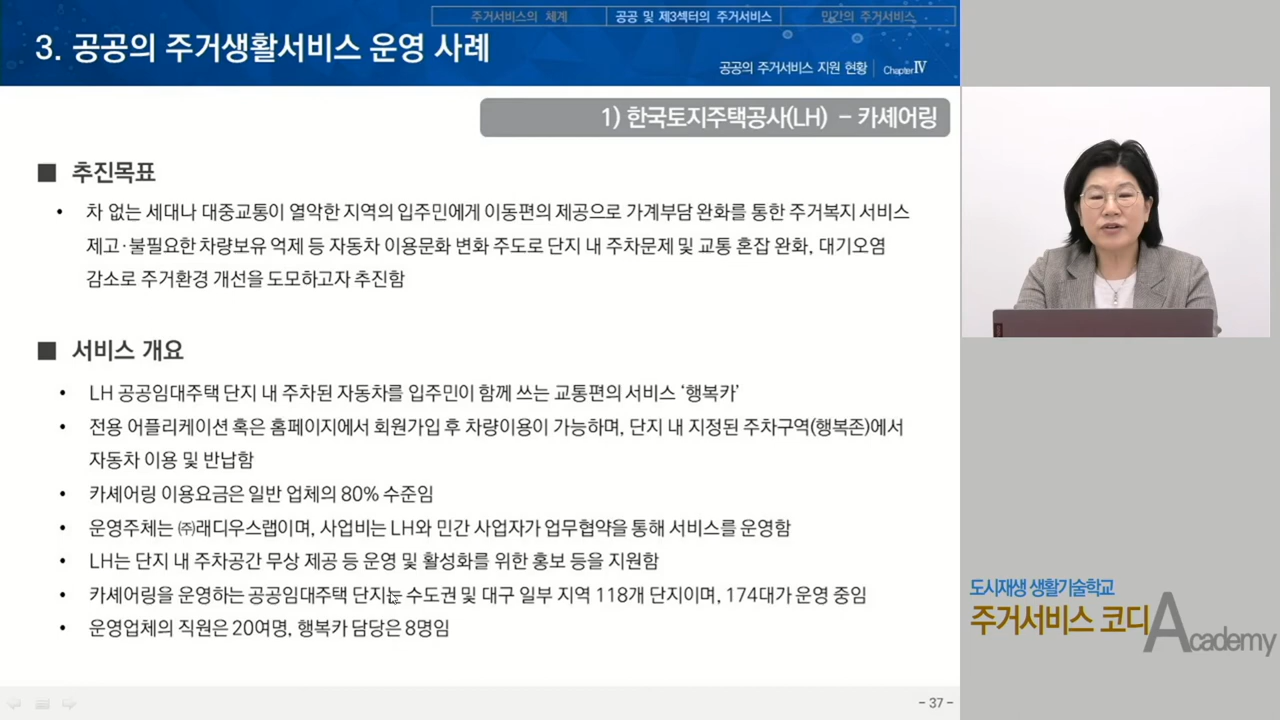 주거서비스의 체계
공공 및 제3섹터의 주거서비스
민간의 주거서비스
3. 공공의 주거생활서비스 운영 사례
공공의 주거서비스 지원 현황 | Chapter Ⅳ
1) 한국토지주택공사(LH) – 카셰어링
■ 추진목표
• 차 없는 세대나 대중교통이 열악한 지역의 입주민에게 이동편의 제공으로 가계부담 완화를 통한 주거복지 서비스
제고·불필요한 차량보유 억제 등 자동차 이용문화 변화 주도로 단지 내 주차문제 및 교통 혼잡 완화, 대기오염
감소로 주거환경 개선을 도모하고자 추진함
■ 서비스 개요
• LH 공공임대주택 단지 내 주차된 자동차를 입주민이 함께 쓰는 교통편의 서비스 ‘행복카’
• 전용 어플리케이션 혹은 홈페이지에서 회원가입 후 차량이용이 가능하며, 단지 내 지정된 주차구역(행복존)에서
자동차 이용 및 반납함
• 카셰어링 이용요금은 일반 업체의 80% 수준임
• 운영주체는 ㈜래디우스랩이며, 사업비는 LH와 민간 사업자가 업무협약을 통해 서비스를 운영함
• LH는 단지 내 주차공간 무상 제공 등 운영 및 활성화를 위한 홍보 등을 지원함
• 카셰어링을 운영하는 공공임대주택 단지는 수도권 및 대구 일부 지역 118개 단지이며, 174대가 운영 중임
• 운영업체의 직원은 20여명, 행복카 담당은 8명임
- 37 -
도시재생 생활기술학교
주거서비스 코디 Academy